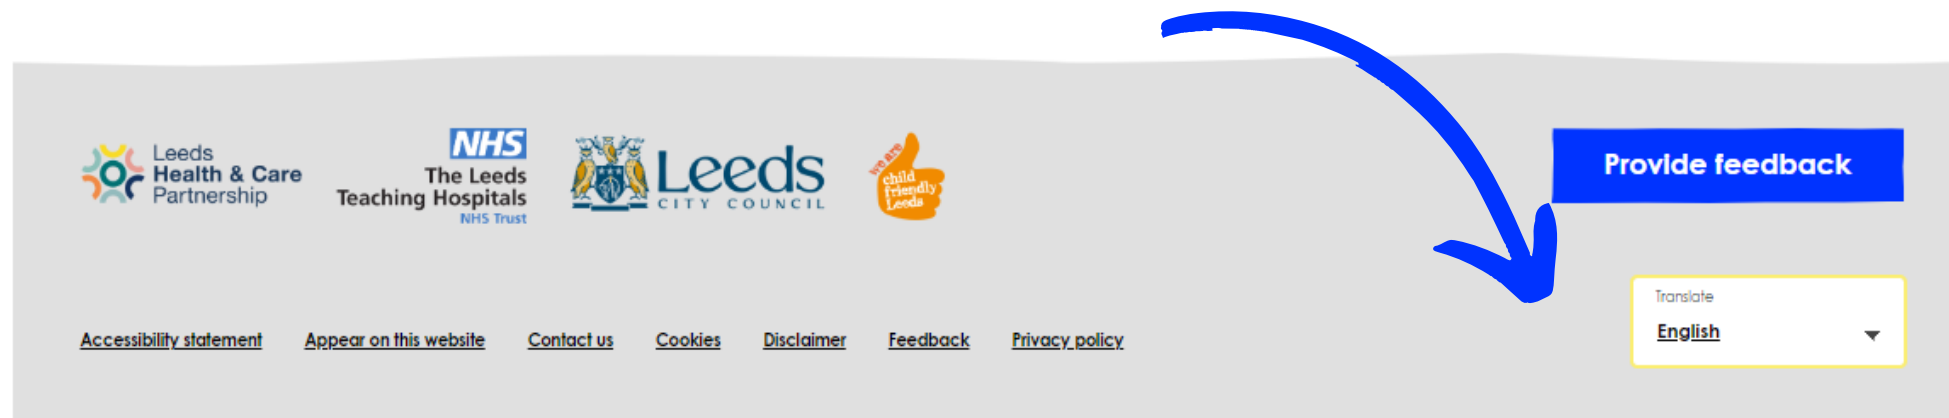 Leeds
Health & Care
Partnership
NHS
The Leeds
Teaching Hospitals
NHS Trust
Leeds
CITY COUNCIL
we are
child
friendly
Leeds
Provide feedback
Translate
English
Accessibility statement Appear on this website Contact us Cookies Disclaimer Feedback Privacy policy